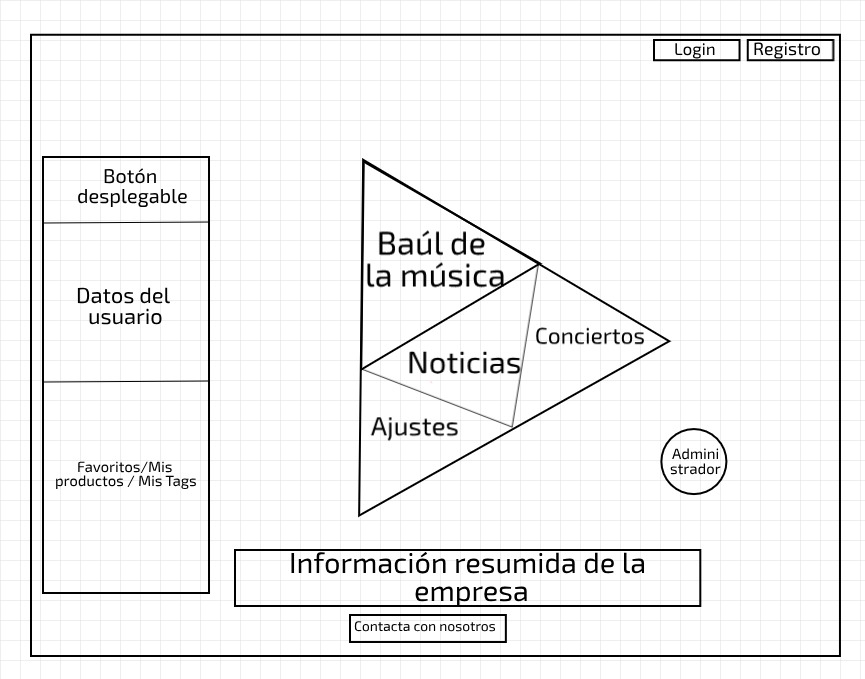 Login
Registro
Botón
desplegable
Datos del
usuario
Favoritos/Mis
productos / Mis Tags
Baúl de
la música
Noticias
Conciertos
Ajustes
Admini
strador
Información resumida de la
empresa
Contacta con nosotros